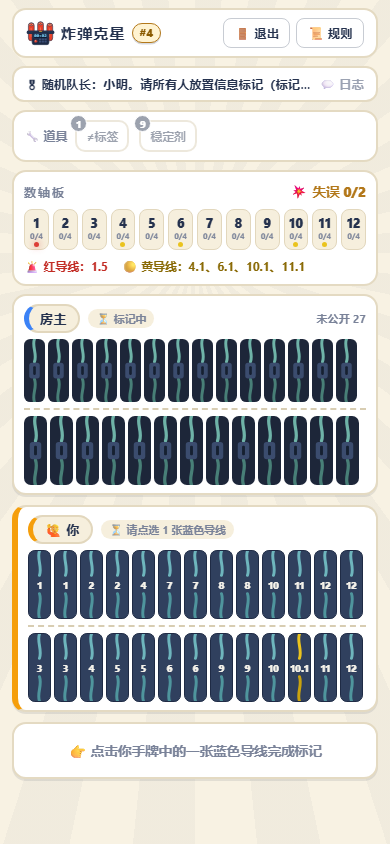 炸弹克星 #4 退出 规则
随机队长：小明。请所有人放置信息标记（标记... 日志
道具 1 ≠标签 9 稳定剂
数轴板 失误 0/2
1 2 3 4 5 6 7 8 9 10 11 12
0/4 0/4 0/4 0/4 0/4 0/4 0/4 0/4 0/4 0/4 0/4 0/4
红导线：1.5 黄导线：4.1、6.1、10.1、11.1
房主 标记中 未公开 27
你 请点选 1 张蓝色导线
1 1 2 2 4 7 7 8 8 10 11 12 12
3 3 4 5 5 6 6 9 9 10 10.1 11 12
点击你手牌中的一张蓝色导线完成标记